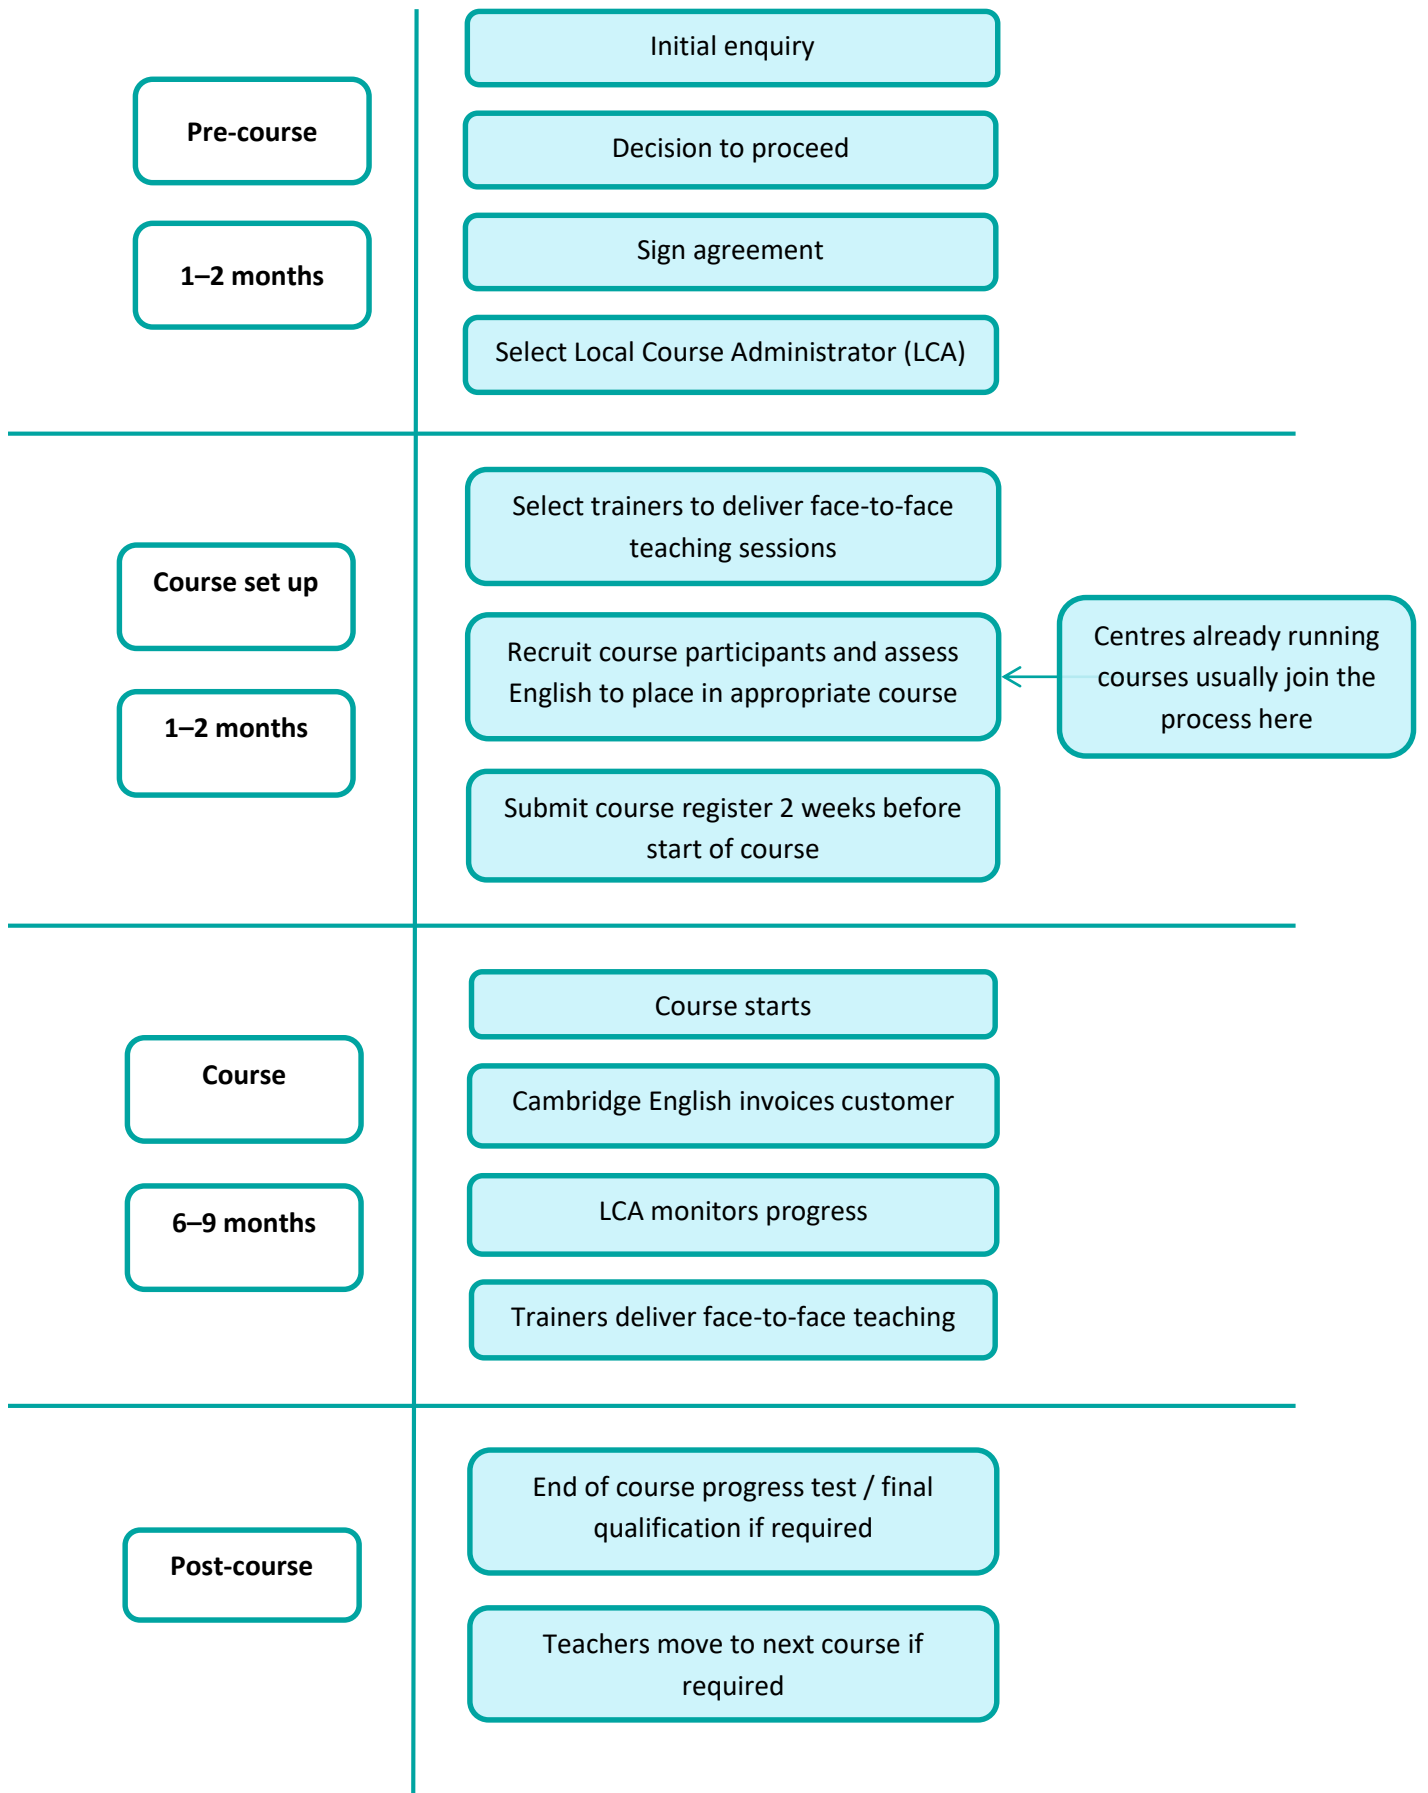 Pre-course
1–2 months
Initial enquiry
Decision to proceed
Sign agreement
Select Local Course Administrator (LCA)
Course set up
1–2 months
Select trainers to deliver face-to-face
teaching sessions
Recruit course participants and assess
English to place in appropriate course
Centres already running
courses usually join the
process here
Submit course register 2 weeks before
start of course
Course
6–9 months
Course starts
Cambridge English invoices customer
LCA monitors progress
Trainers deliver face-to-face teaching
Post-course
End of course progress test / final
qualification if required
Teachers move to next course if
required